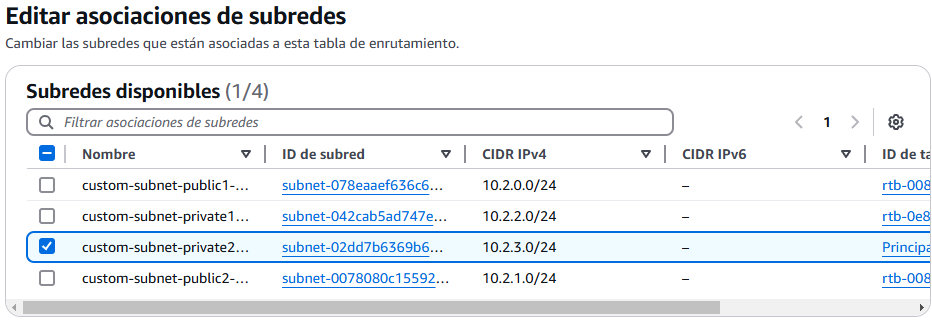 Editar asociaciones de subredes
Cambiar las subredes que están asociadas a esta tabla de enrutamiento.
Subredes disponibles (1/4)
Filtrar asociaciones de subredes
1
Nombre ID de subred CIDR IPv4 CIDR IPv6 ID de ta
custom-subnet-public1-... subnet-078eaaef636c6... 10.2.0.0/24 – rtb-008
custom-subnet-private1... subnet-042cab5ad747e... 10.2.2.0/24 – rtb-0e8
custom-subnet-private2... subnet-02dd7b6369b6... 10.2.3.0/24 – Principa
custom-subnet-public2-... subnet-0078080c15592... 10.2.1.0/24 – rtb-008